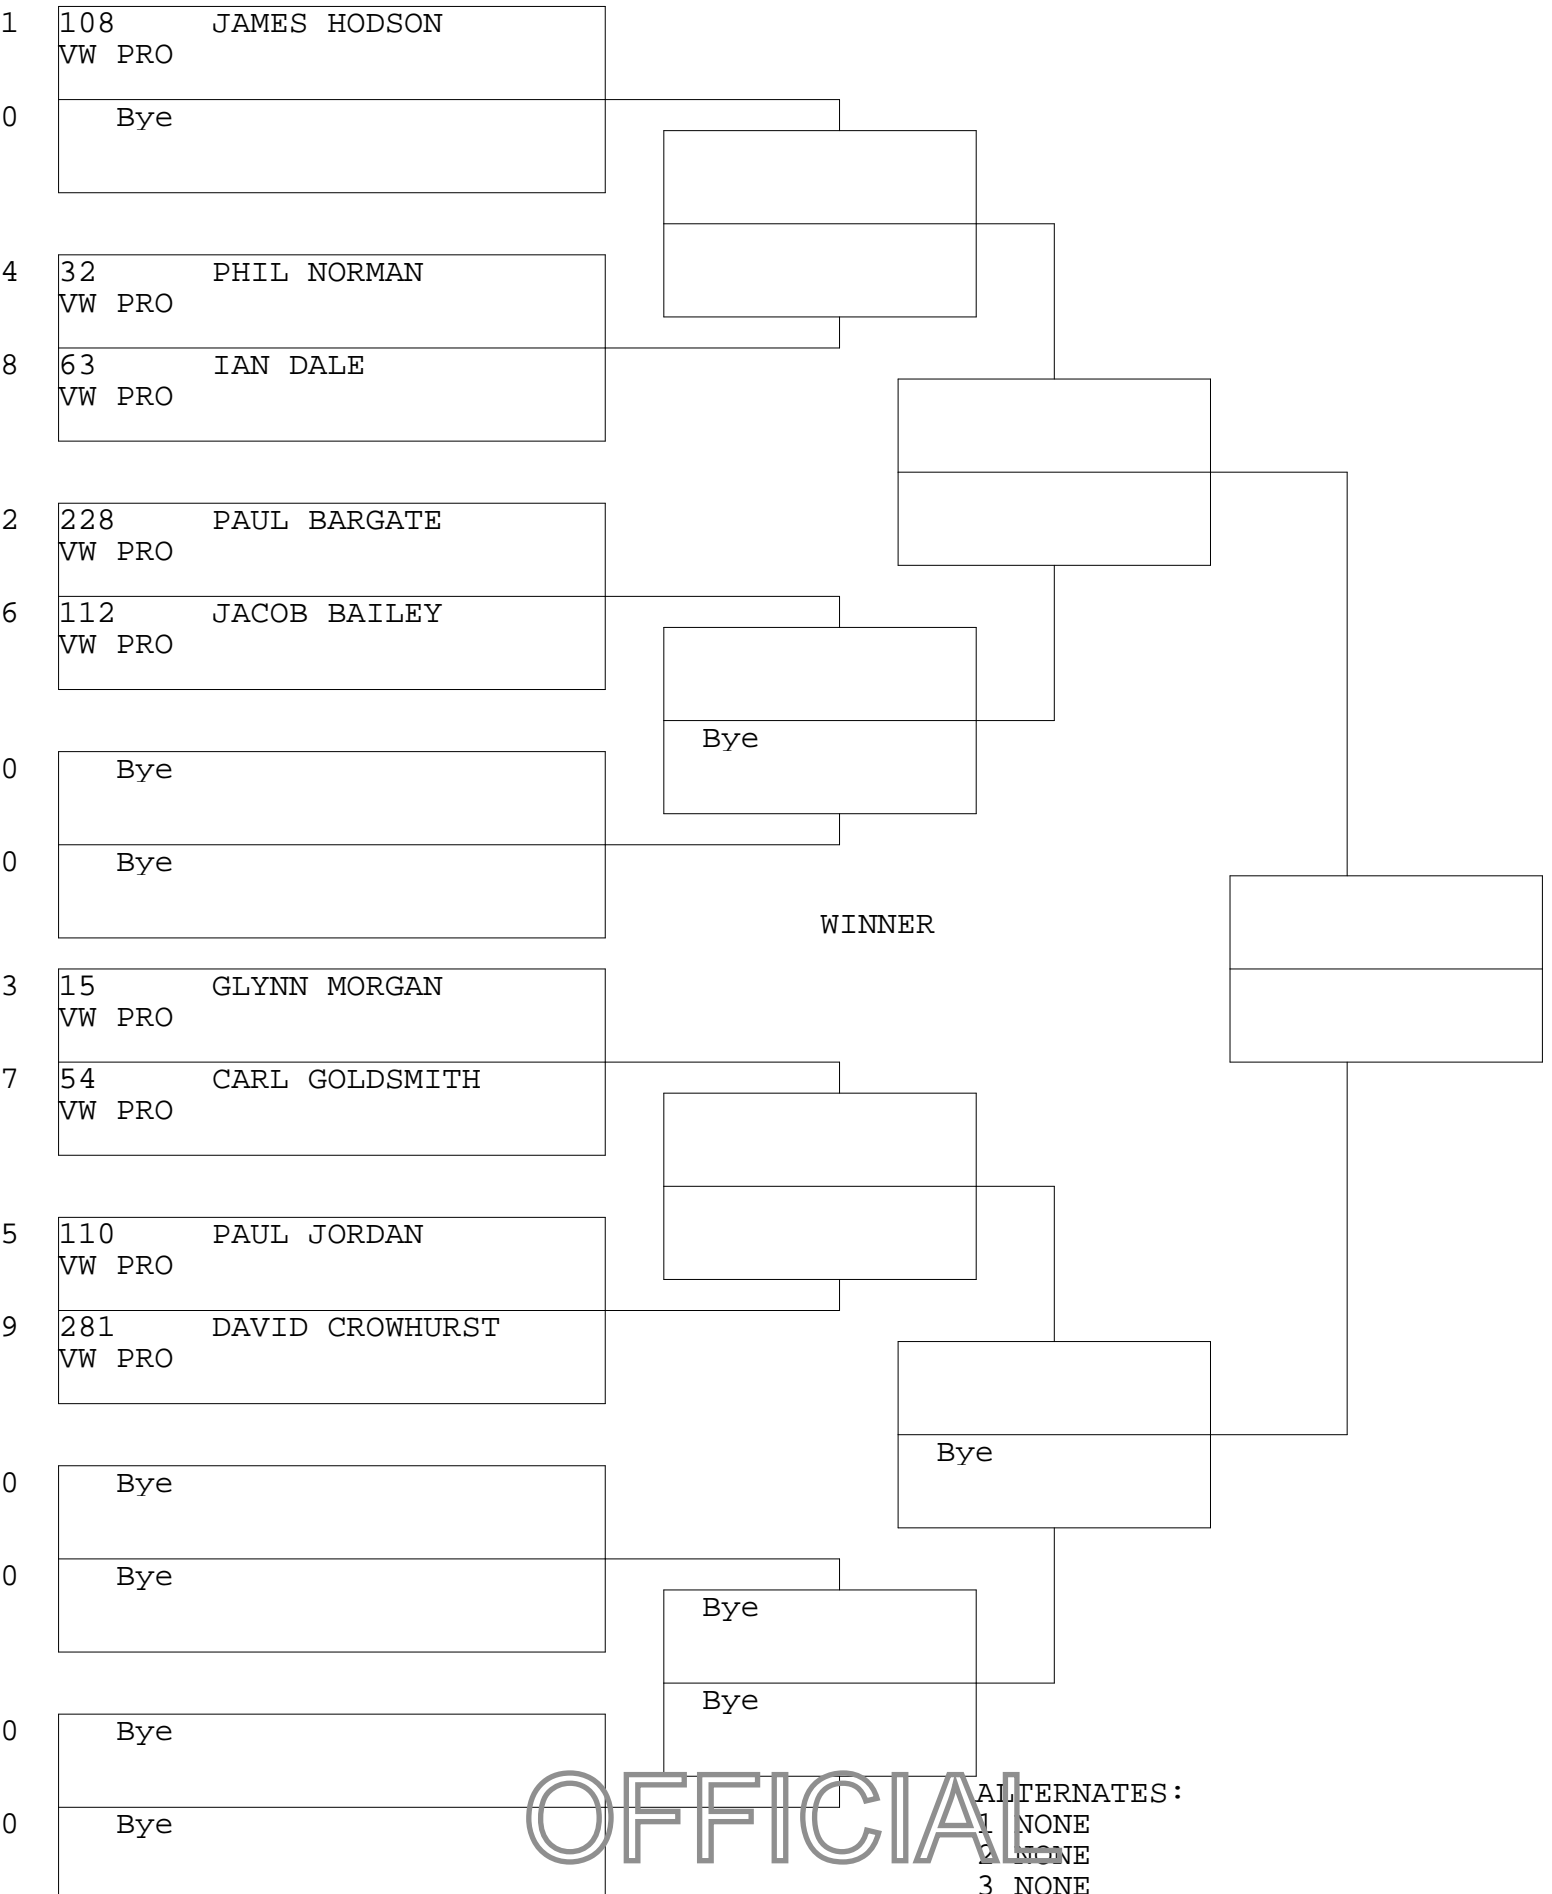 1 108 JAMES HODSON
VW PRO
0 Bye
4 32 PHIL NORMAN
VW PRO
8 63 IAN DALE
VW PRO
2 228 PAUL BARGATE
VW PRO
6 112 JACOB BAILEY
VW PRO
Bye
0 Bye
0 Bye
WINNER
3 15 GLYNN MORGAN
VW PRO
7 54 CARL GOLDSMITH
VW PRO
5 110 PAUL JORDAN
VW PRO
9 281 DAVID CROWHURST
VW PRO
Bye
0 Bye
0 Bye
Bye
Bye
0 Bye
ALTERNATES:
0 Bye
1 NONE
2 NONE
3 NONE
OFFICIAL